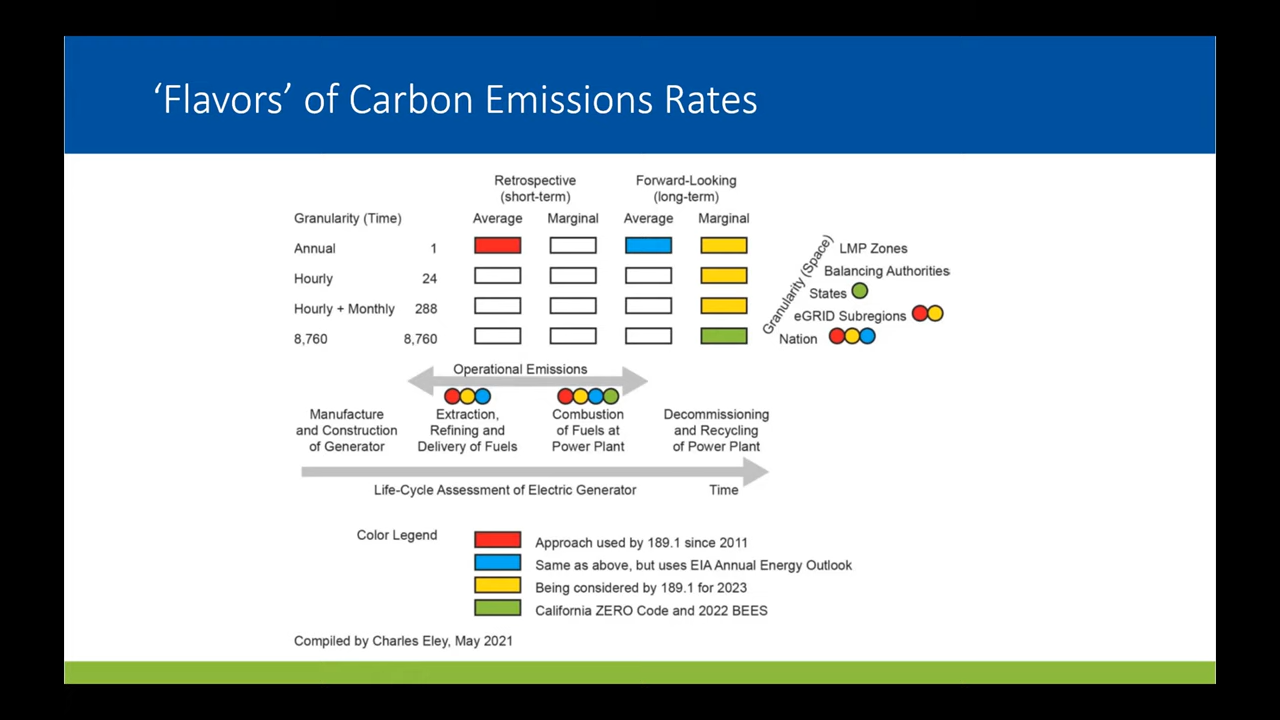 ‘Flavors’ of Carbon Emissions Rates
Retrospective
(short-term)
Forward-Looking
(long-term)
Granularity (Time)
Average
Marginal
Average
Marginal
Annual 1
Hourly 24
Hourly + Monthly 288
8,760 8,760
Granularity (Space)
LMP Zones
Balancing Authorities
States
eGRID Subregions
Nation
Operational Emissions
Manufacture
and Construction
of Generator
Extraction,
Refining and
Delivery of Fuels
Combustion
of Fuels at
Power Plant
Decommissioning
and Recycling
of Power Plant
Life-Cycle Assessment of Electric Generator
Time
Color Legend
Approach used by 189.1 since 2011
Same as above, but uses EIA Annual Energy Outlook
Being considered by 189.1 for 2023
California ZERO Code and 2022 BEES
Compiled by Charles Eley, May 2021